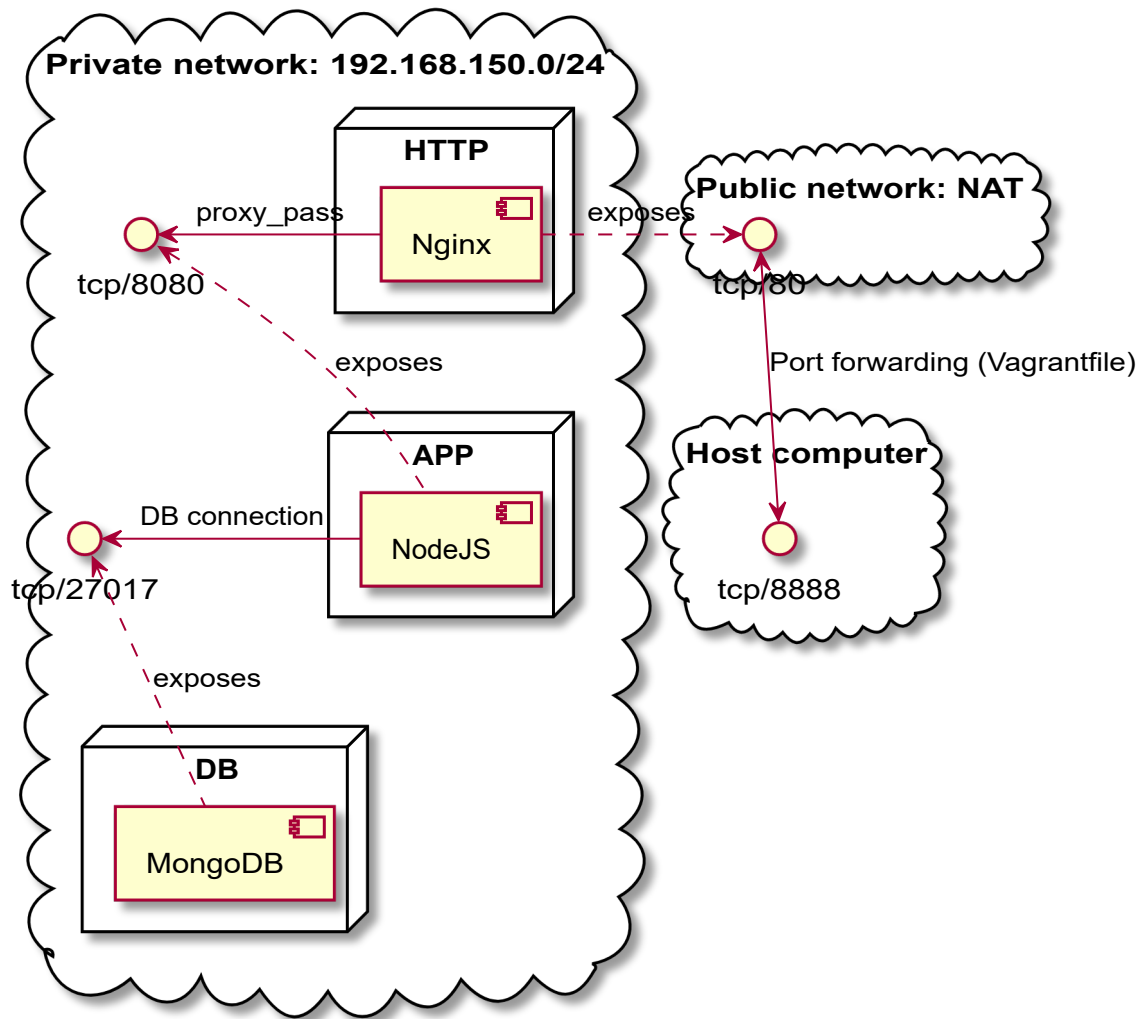 Private network: 192.168.150.0/24
HTTP
Nginx
proxy_pass
tcp/8080
exposes
Public network: NAT
tcp/80
exposes
Port forwarding (Vagrantfile)
APP
NodeJS
DB connection
tcp/27017
Host computer
tcp/8888
exposes
DB
MongoDB